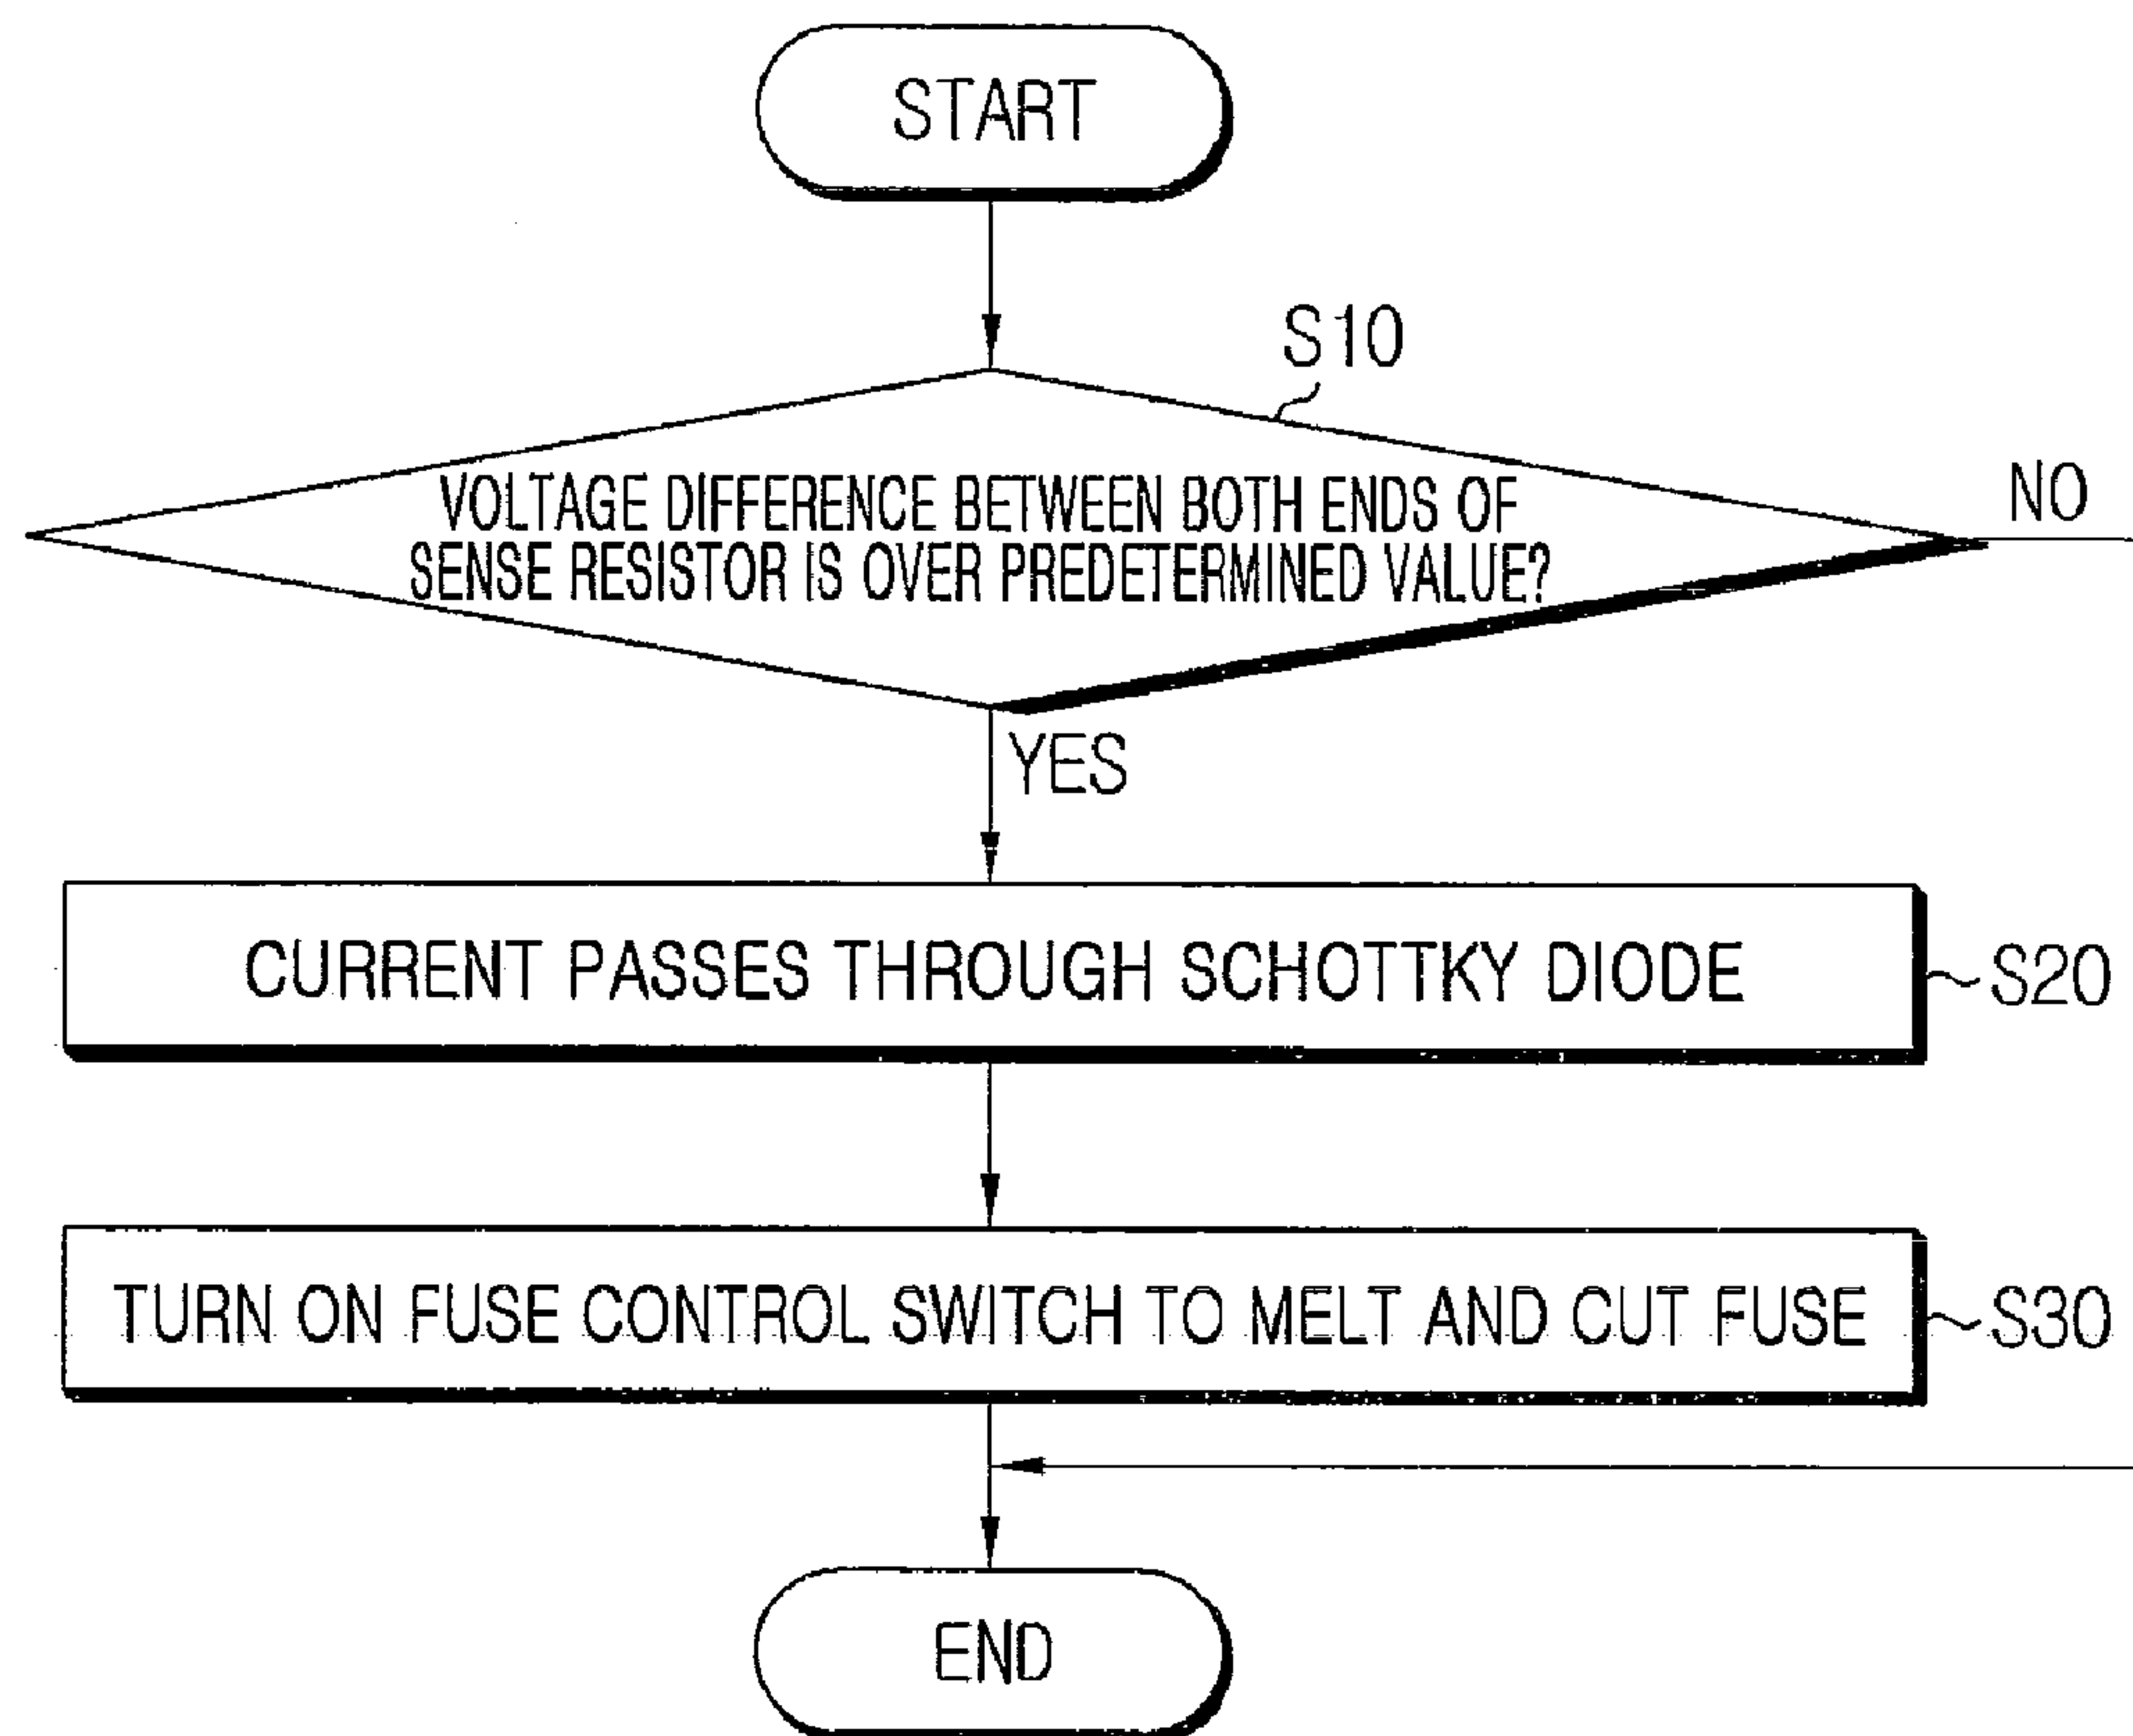 START
S10
VOLTAGE DIFFERENCE BETWEEN BOTH ENDS OF
SENSE RESISTOR IS OVER PREDETERMINED VALUE?
NO
YES
CURRENT PASSES THROUGH SCHOTTKY DIODE
S20
TURN ON FUSE CONTROL SWITCH TO MELT AND CUT FUSE
S30
END